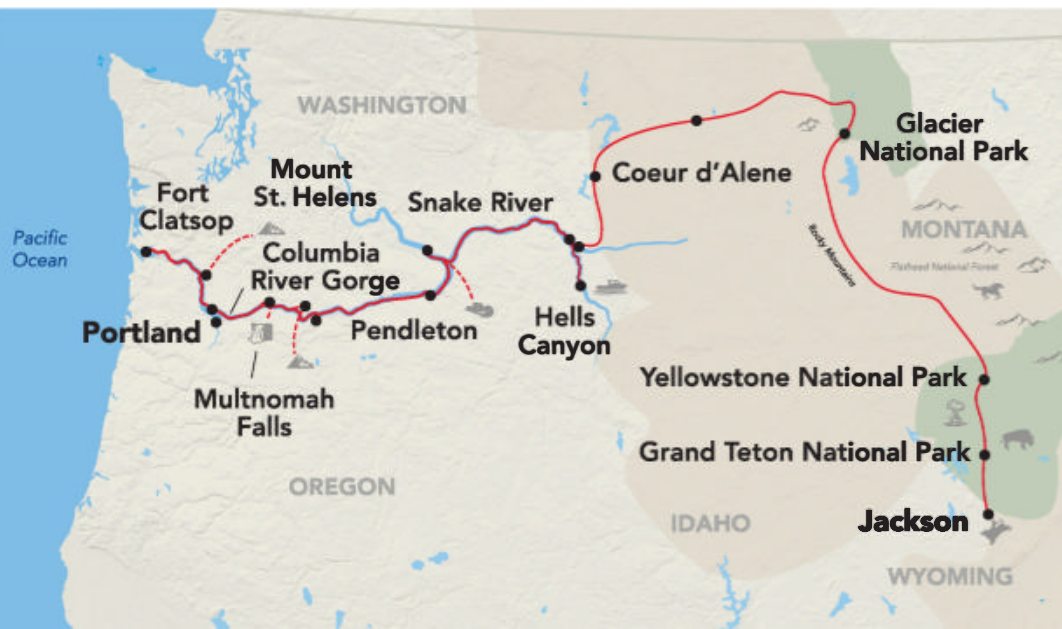 WASHINGTON
Glacier
National Park
Mount
St. Helens
Coeur d'Alene
Fort
Clatsop
Snake River
Pacific
Ocean
MONTANA
Columbia
River Gorge
Rocky Mountains
Flathead National Forest
Portland
Pendleton
Hells
Canyon
Yellowstone National Park
Multnomah
Falls
Grand Teton National Park
OREGON
IDAHO
Jackson
WYOMING